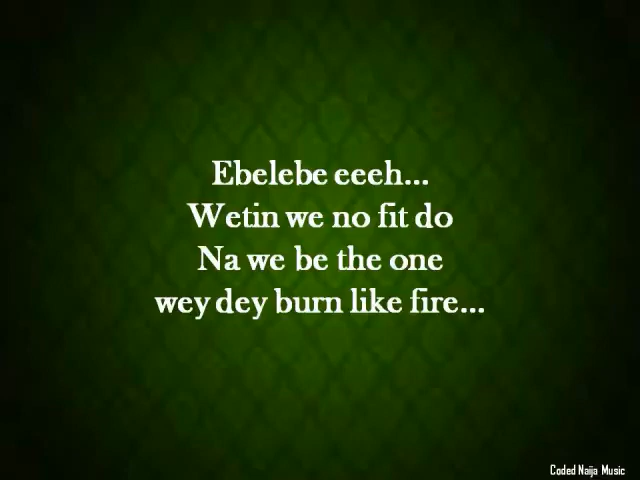 Ebelebe eeeh...
Wetin we no fit do
Na we be the one
wey dey burn like fire...
Coded Naija Music